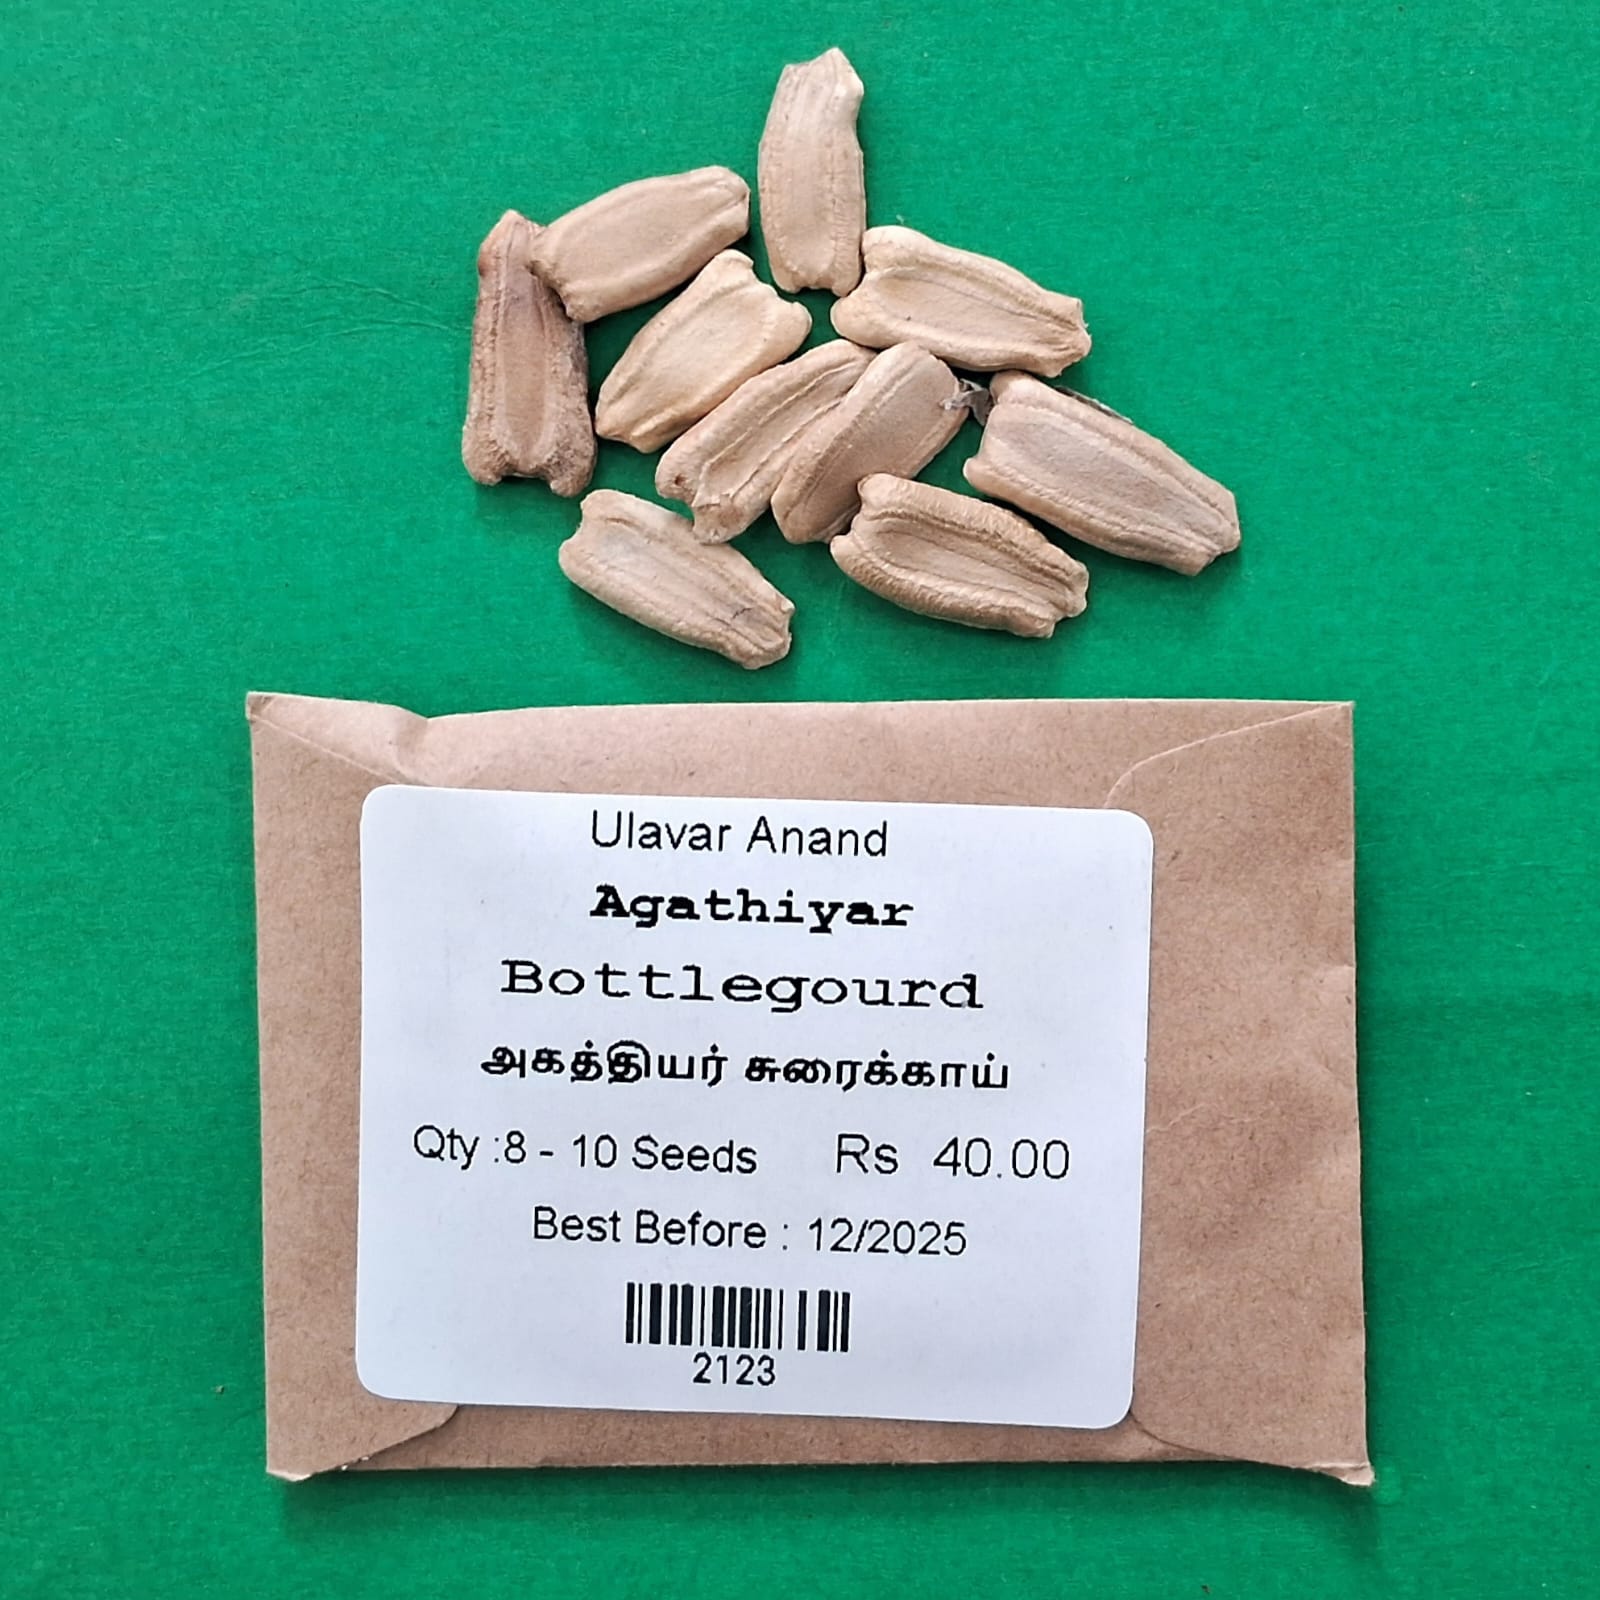 Ulavar Anand
Agathiyar
Bottlegourd
அகத்தியர் சுரைக்காய்
Qty :8 - 10 Seeds Rs 40.00
Best Before : 12/2025
2123